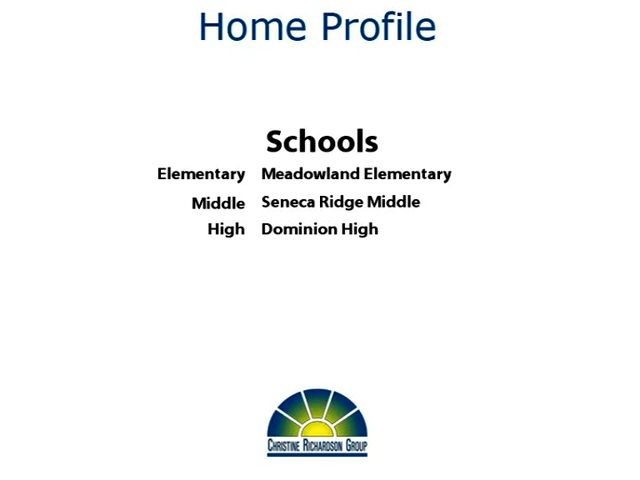 Home Profile
Schools
Elementary Meadowland Elementary
Middle Seneca Ridge Middle
High Dominion High
Christine Richardson Group